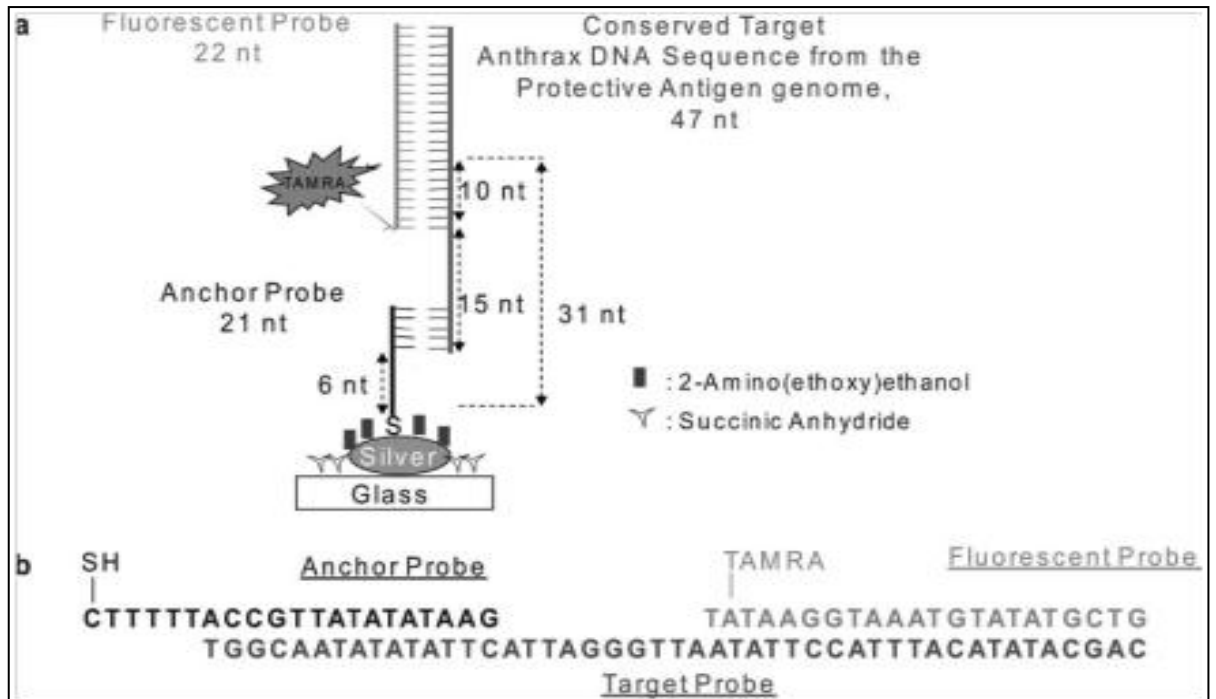 a
Fluorescent Probe
22 nt
Conserved Target
Anthrax DNA Sequence from the
Protective Antigen genome,
47 nt
TAMRA
10 nt
Anchor Probe
21 nt
15 nt
31 nt
6 nt
: 2-Amino(ethoxy)ethanol
: Succinic Anhydride
S
Silver
Glass
b
SH
Anchor Probe
TAMRA
Fluorescent Probe
CTTTTTACCGTTATATATAAG TATAAGGTAAATGTATATGCTG
TGGCAATATATATTCATTAGGGTTAATATTCCATTTACATATACGAC
Target Probe